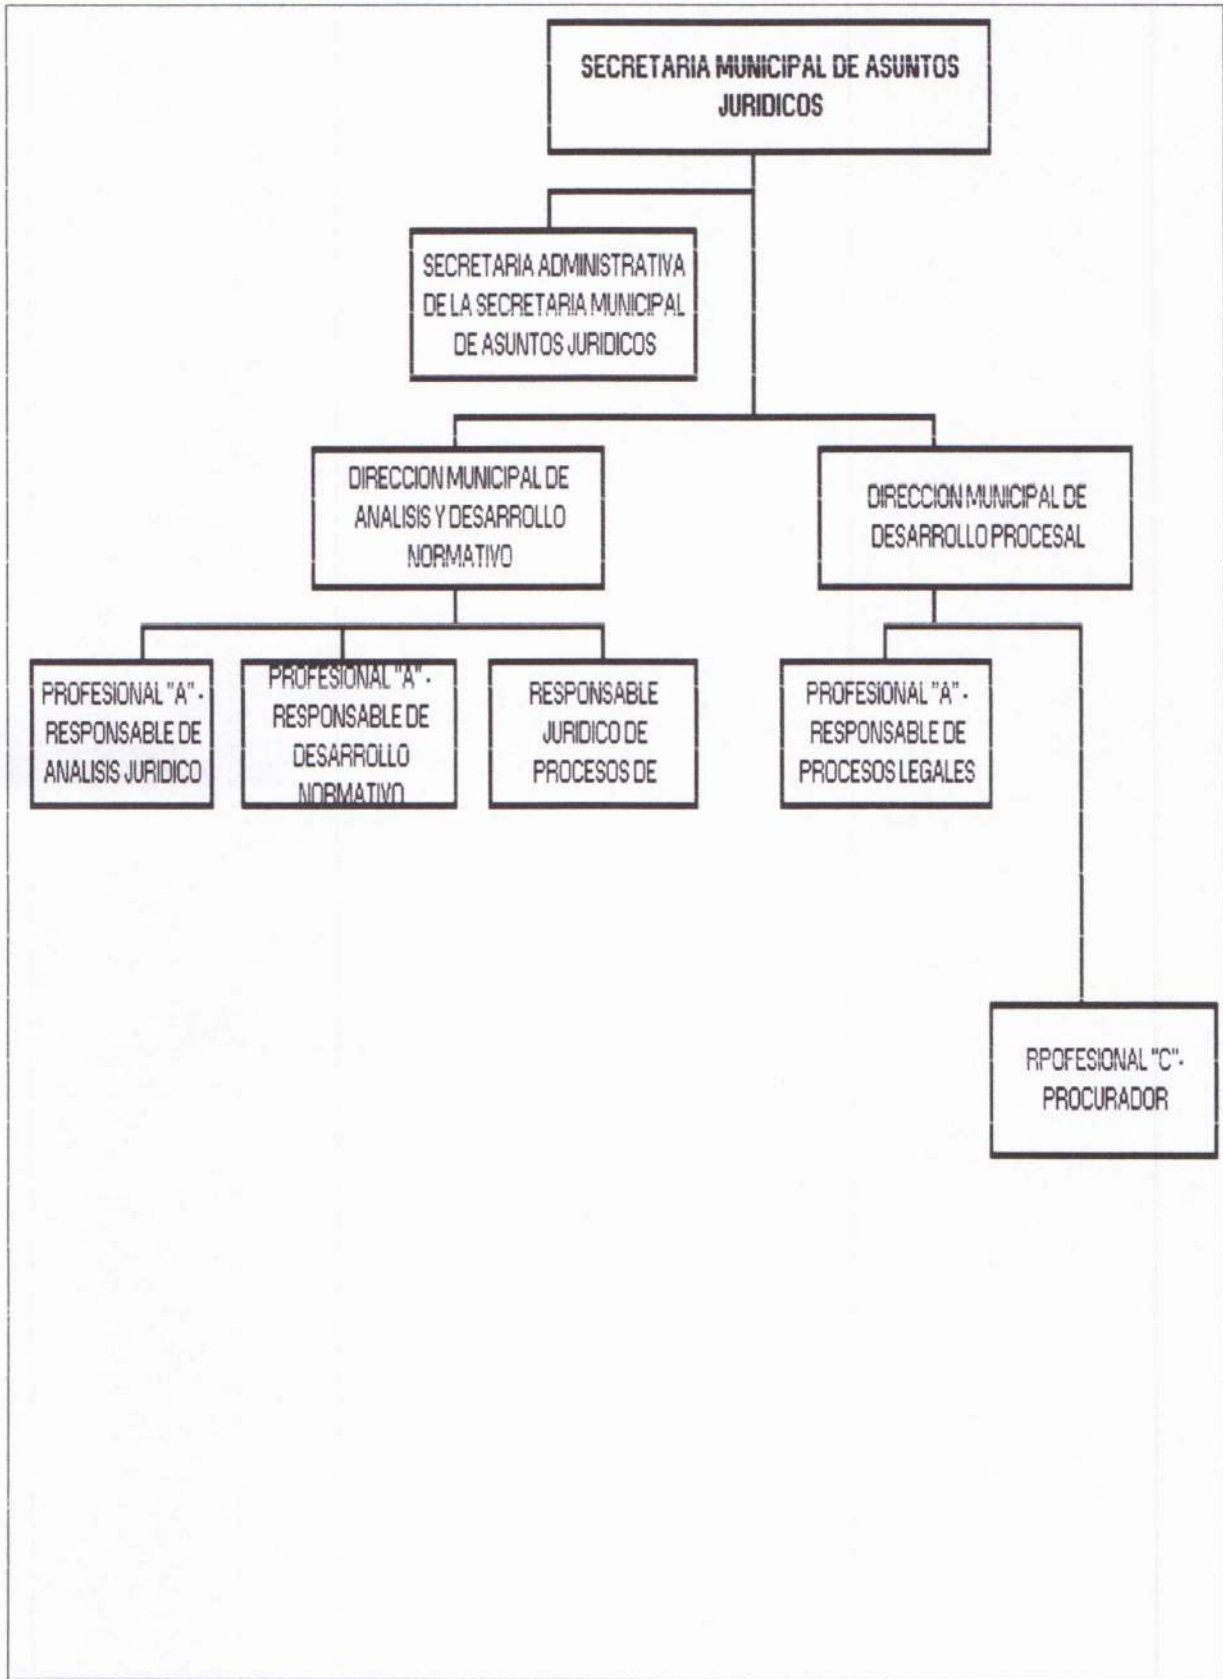 SECRETARIA MUNICIPAL DE ASUNTOS
JURIDICOS
SECRETARIA ADMINISTRATIVA
DE LA SECRETARIA MUNICIPAL
DE ASUNTOS JURIDICOS
DIRECCION MUNICIPAL DE
ANALISIS Y DESARROLLO
NORMATIVO
DIRECCION MUNICIPAL DE
DESARROLLO PROCESAL
PROFESIONAL "A" -
RESPONSABLE DE
ANALISIS JURIDICO
PROFESIONAL "A" -
RESPONSABLE DE
DESARROLLO
NORMATIVO
RESPONSABLE
JURIDICO DE
PROCESOS DE
PROFESIONAL "A" -
RESPONSABLE DE
PROCESOS LEGALES
RPOFESIONAL "C"-
PROCURADOR